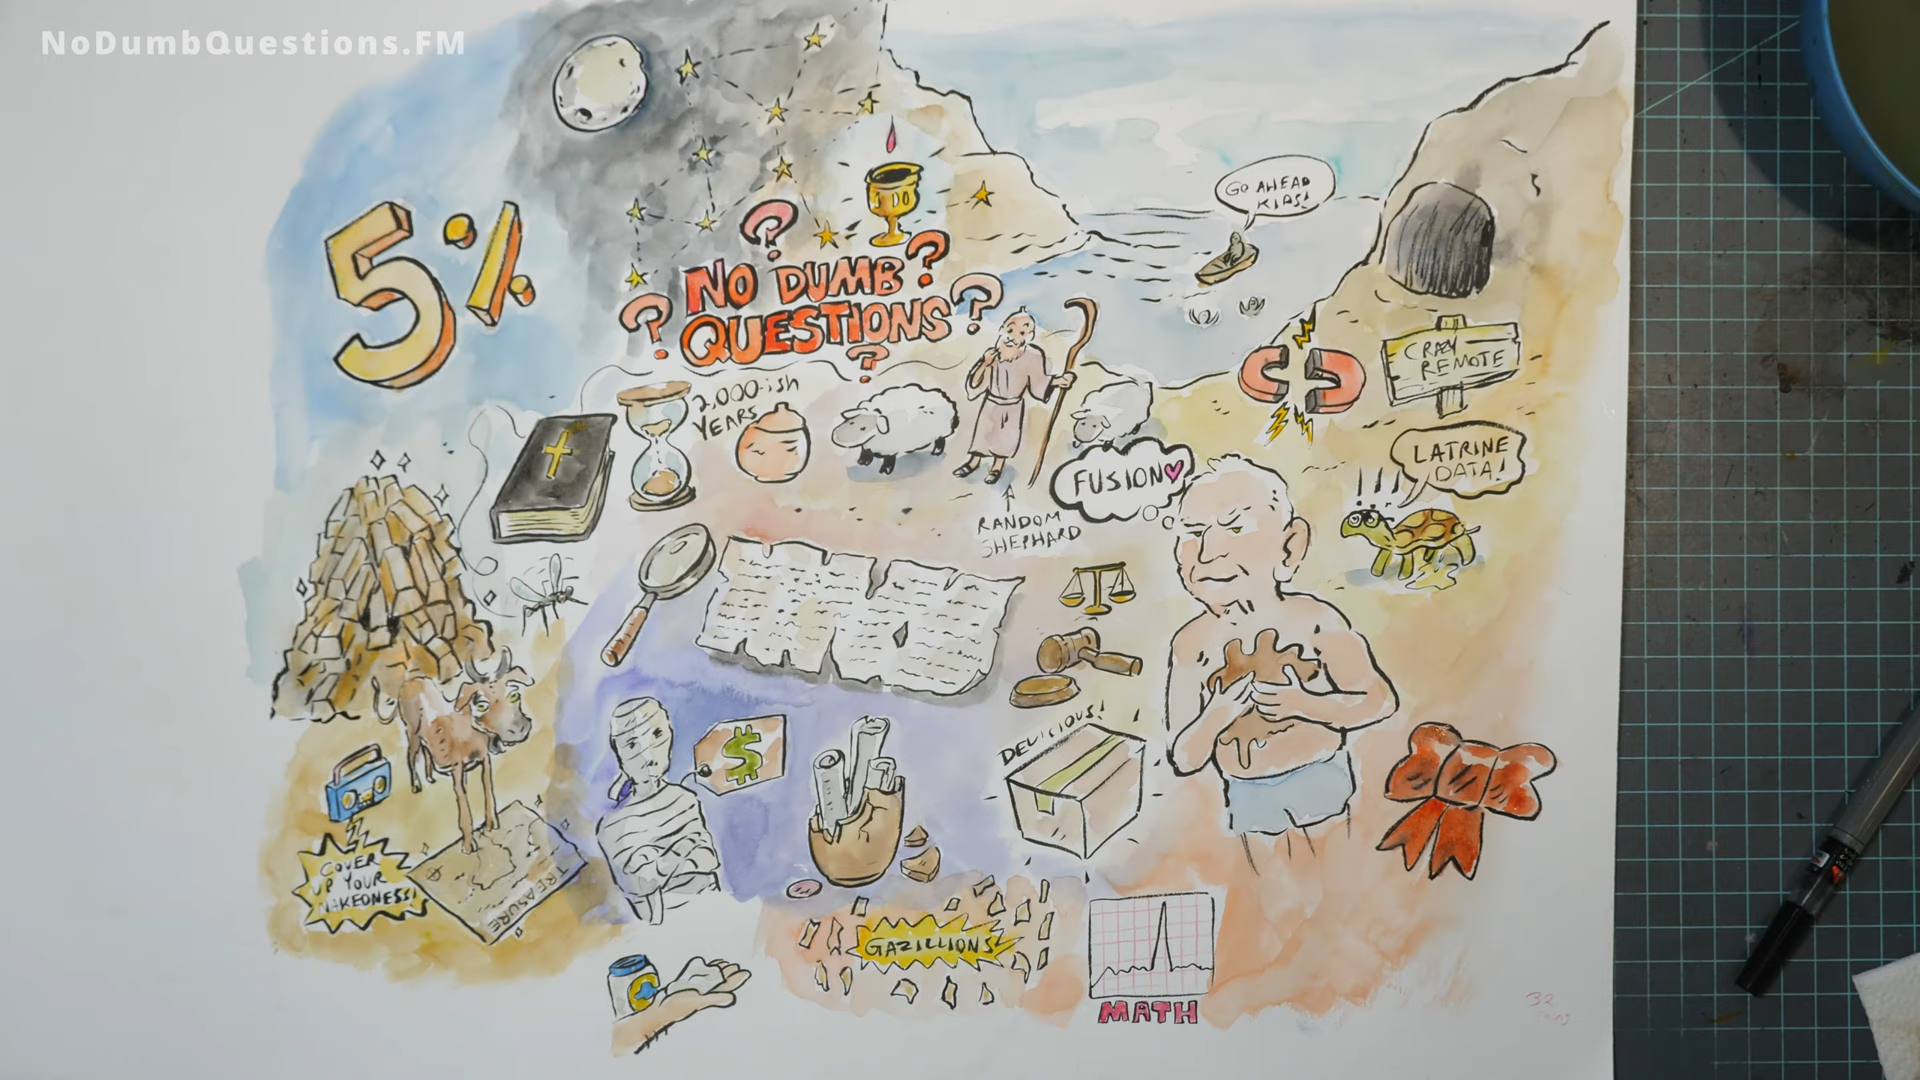 NoDumbQuestions.FM
5%
I DO
GO AHEAD
KIDS!
NO DUMB
QUESTIONS
? ? ? ? ?
2,000-ish
YEARS
CRAZY
REMOTE
LATRINE
DATA!
FUSION
RANDOM
SHEPHARD
$
DELICIOUS!
COVER
UP YOUR
NAKEDNESS!
TREASURE
GAZILLIONS
MATH